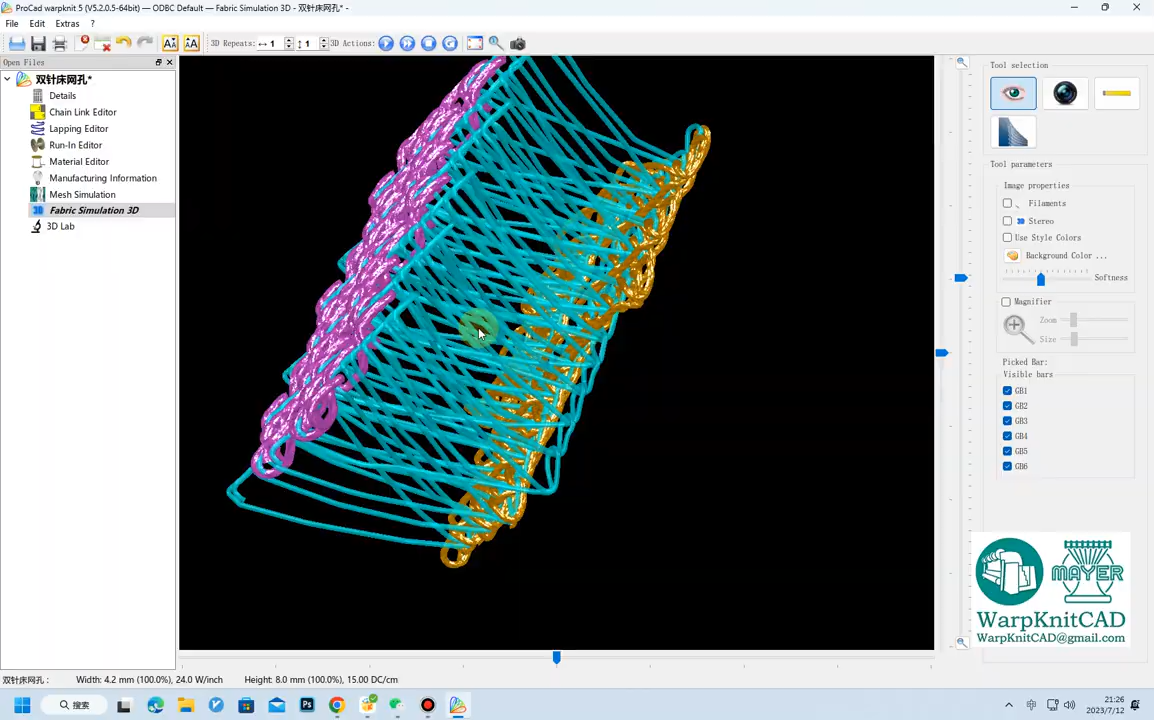 ProCad warpknit 5 (V5.2.0.5-64bit) — ODBC Default — Fabric Simulation 3D - 双针床网孔* -
File Edit Extras ?
3D Repeats: 1 1 3D Actions:
Open Files
双针床网孔*
Details
Chain Link Editor
Lapping Editor
Run-In Editor
Material Editor
Manufacturing Information
Mesh Simulation
3D Fabric Simulation 3D
3D Lab
Tool selection
Tool parameters
Image properties
Filaments
3D Stereo
Use Style Colors
Background Color ...
Softness
Magnifier
Zoom
Size
Picked Bar:
Visible bars
GB1
GB2
GB3
GB4
GB5
GB6
MAYER
WarpKnitCAD
WarpKnitCAD@gmail.com
双针床网孔 : Width: 4.2 mm (100.0%), 24.0 W/inch Height: 8.0 mm (100.0%), 15.00 DC/cm
搜索
Ps
中
21:26
2023/7/12